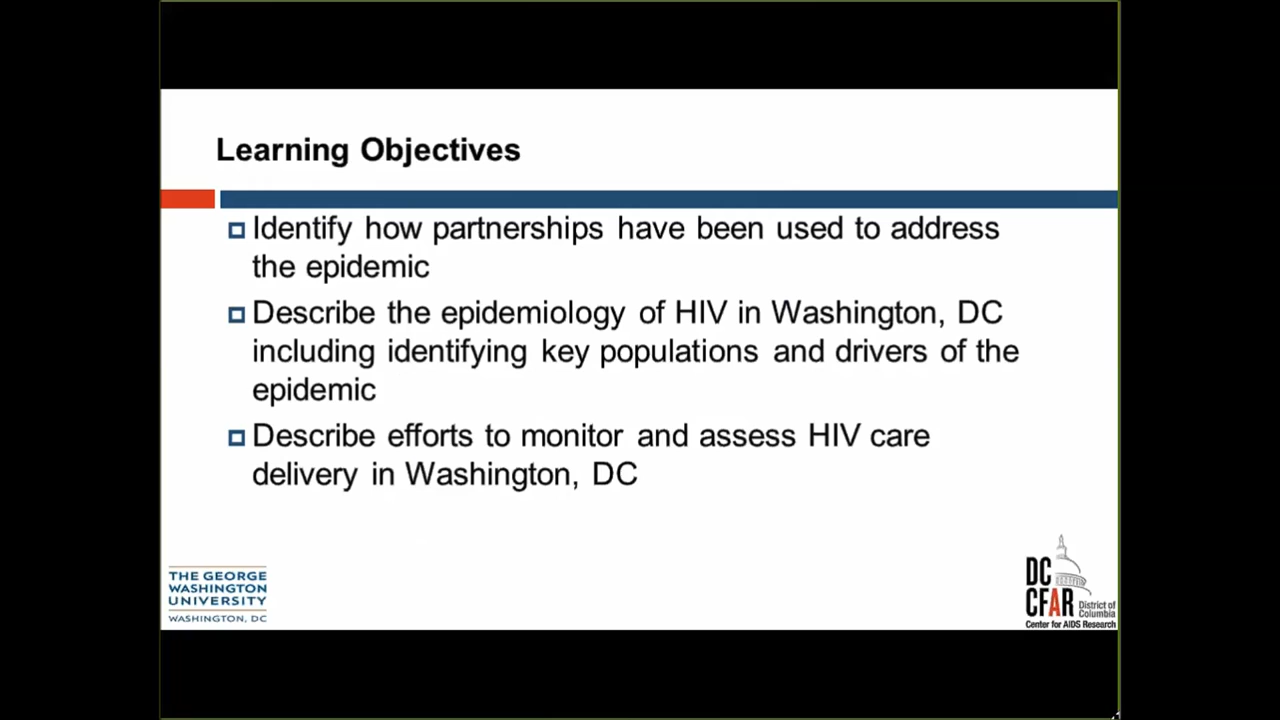 Learning Objectives
Identify how partnerships have been used to address
the epidemic
Describe the epidemiology of HIV in Washington, DC
including identifying key populations and drivers of the
epidemic
Describe efforts to monitor and assess HIV care
delivery in Washington, DC
THE GEORGE
WASHINGTON
UNIVERSITY
WASHINGTON, DC
DC
CFAR
District of
Columbia
Center for AIDS Research